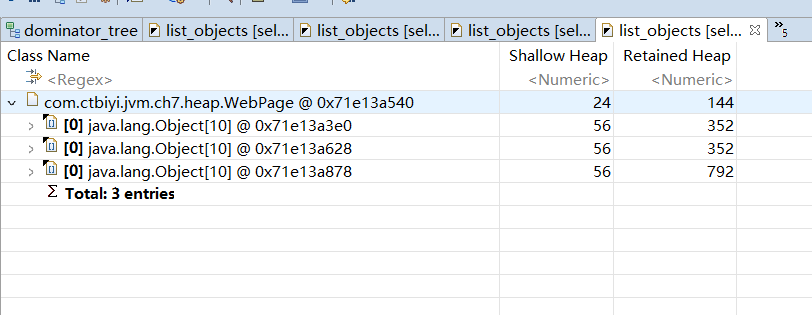 dominator_tree list_objects [sel... list_objects [sel... list_objects [sel... list_objects [sel... »5
Class Name Shallow Heap Retained Heap
<Regex> <Numeric> <Numeric>
com.ctbiyi.jvm.ch7.heap.WebPage @ 0x71e13a540 24 144
[0] java.lang.Object[10] @ 0x71e13a3e0 56 352
[0] java.lang.Object[10] @ 0x71e13a628 56 352
[0] java.lang.Object[10] @ 0x71e13a878 56 792
Σ Total: 3 entries